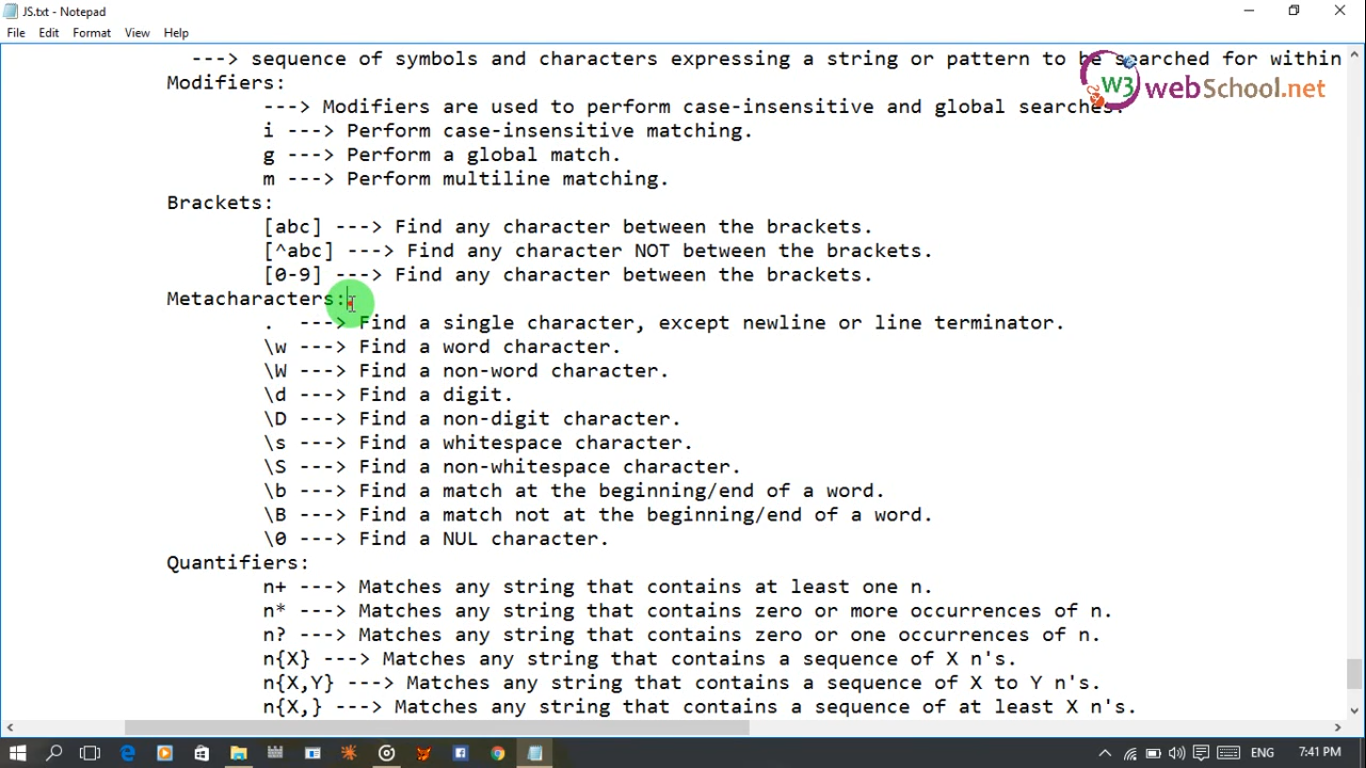 JS.txt - Notepad
File Edit Format View Help
---> sequence of symbols and characters expressing a string or pattern to be searched for within
W3 webSchool.net
Modifiers:
---> Modifiers are used to perform case-insensitive and global searches.
i ---> Perform case-insensitive matching.
g ---> Perform a global match.
m ---> Perform multiline matching.
Brackets:
[abc] ---> Find any character between the brackets.
[^abc] ---> Find any character NOT between the brackets.
[0-9] ---> Find any character between the brackets.
Metacharacters:
. ---> Find a single character, except newline or line terminator.
\w ---> Find a word character.
\W ---> Find a non-word character.
\d ---> Find a digit.
\D ---> Find a non-digit character.
\s ---> Find a whitespace character.
\S ---> Find a non-whitespace character.
\b ---> Find a match at the beginning/end of a word.
\B ---> Find a match not at the beginning/end of a word.
\0 ---> Find a NUL character.
Quantifiers:
n+ ---> Matches any string that contains at least one n.
n* ---> Matches any string that contains zero or more occurrences of n.
n? ---> Matches any string that contains zero or one occurrences of n.
n{X} ---> Matches any string that contains a sequence of X n's.
n{X,Y} ---> Matches any string that contains a sequence of X to Y n's.
n{X,} ---> Matches any string that contains a sequence of at least X n's.
ENG 7:41 PM